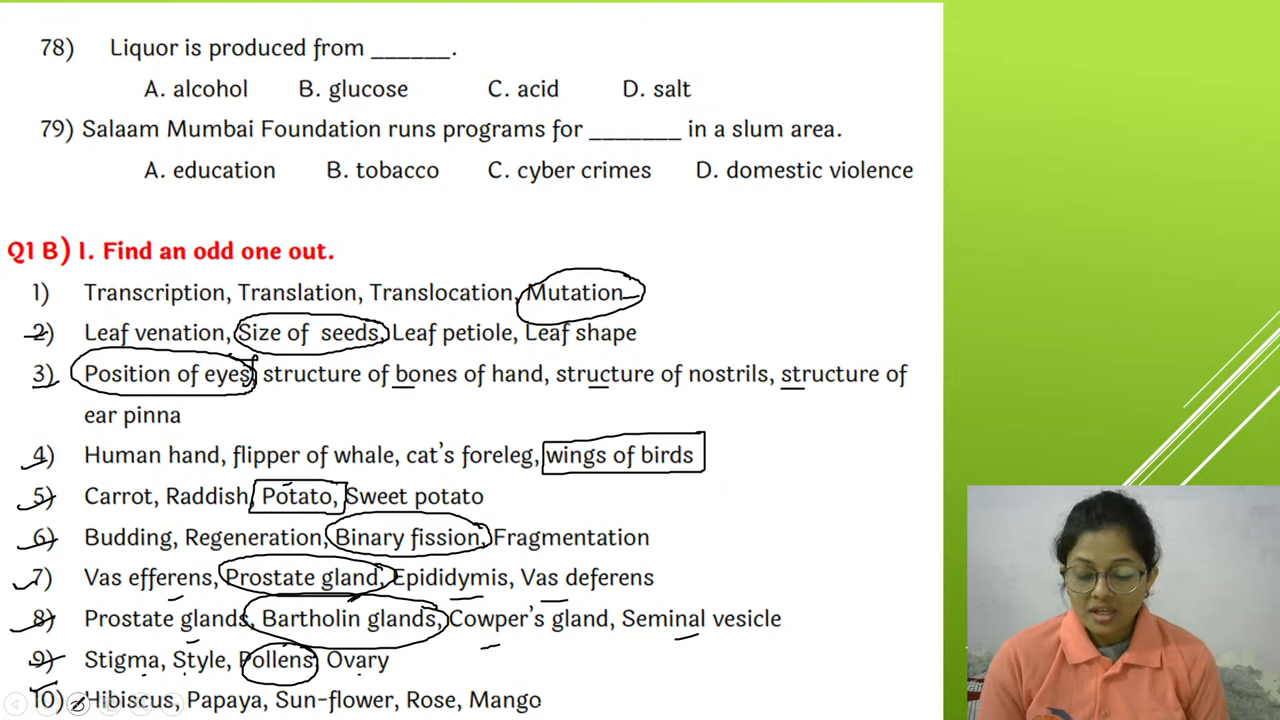 78) Liquor is produced from ______.
A. alcohol B. glucose C. acid D. salt
79) Salaam Mumbai Foundation runs programs for _______ in a slum area.
A. education B. tobacco C. cyber crimes D. domestic violence
Q1 B) I. Find an odd one out.
1) Transcription, Translation, Translocation, Mutation
2) Leaf venation, Size of seeds, Leaf petiole, Leaf shape
3) Position of eyes, structure of bones of hand, structure of nostrils, structure of
ear pinna
4) Human hand, flipper of whale, cat's foreleg, wings of birds
5) Carrot, Raddish, Potato, Sweet potato
6) Budding, Regeneration, Binary fission, Fragmentation
7) Vas efferens, Prostate gland, Epididymis, Vas deferens
8) Prostate glands, Bartholin glands, Cowper's gland, Seminal vesicle
9) Stigma, Style, Pollens, Ovary
10) Hibiscus, Papaya, Sun-flower, Rose, Mango